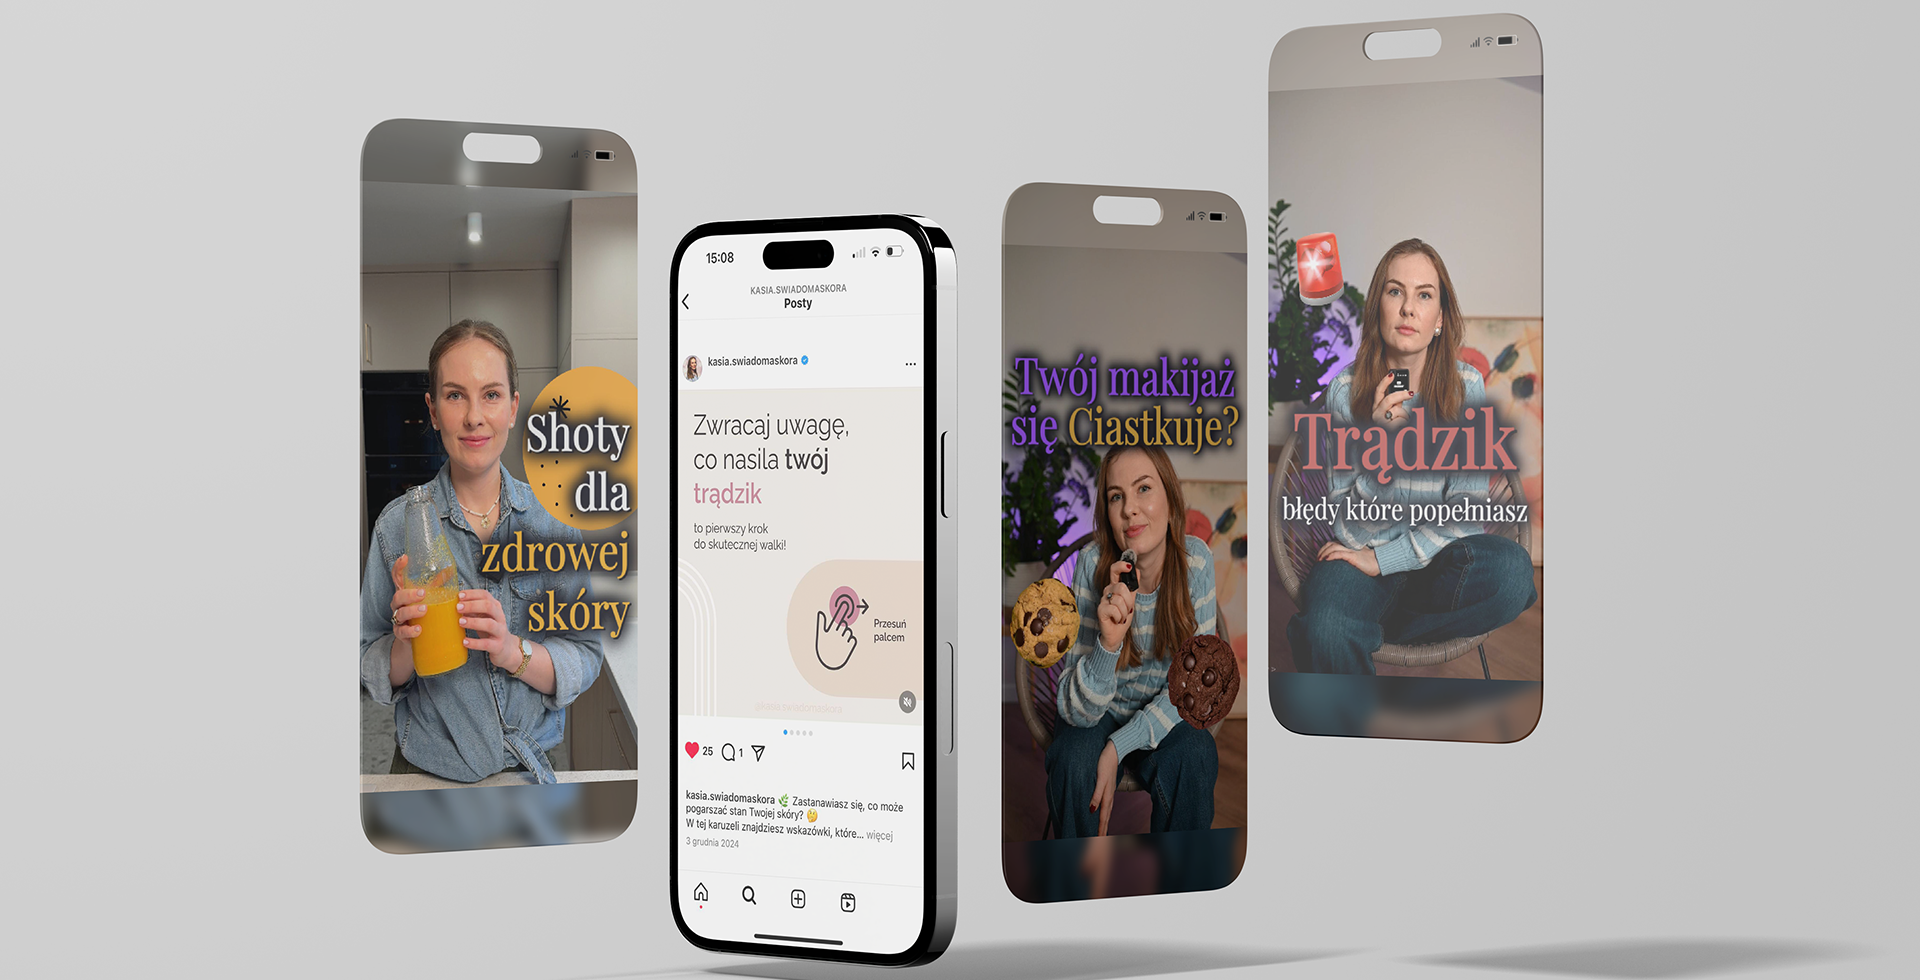 Shoty
dla
zdrowej
skóry
15:08
KASIA.SWIADOMASKORA
Posty
kasia.swiadomaskora
Zwracaj uwagę,
co nasila twój
trądzik
to pierwszy krok
do skutecznej walki!
Przesuń
palcem
@kasia.swiadomaskora
25
1
kasia.swiadomaskora 🌿 Zastanawiasz się, co może
pogarszać stan Twojej skóry? 🤔
W tej karuzeli znajdziesz wskazówki, które... więcej
3 grudnia 2024
Twój makijaż
się Ciastkuje?
Trądzik
błędy które popełniasz